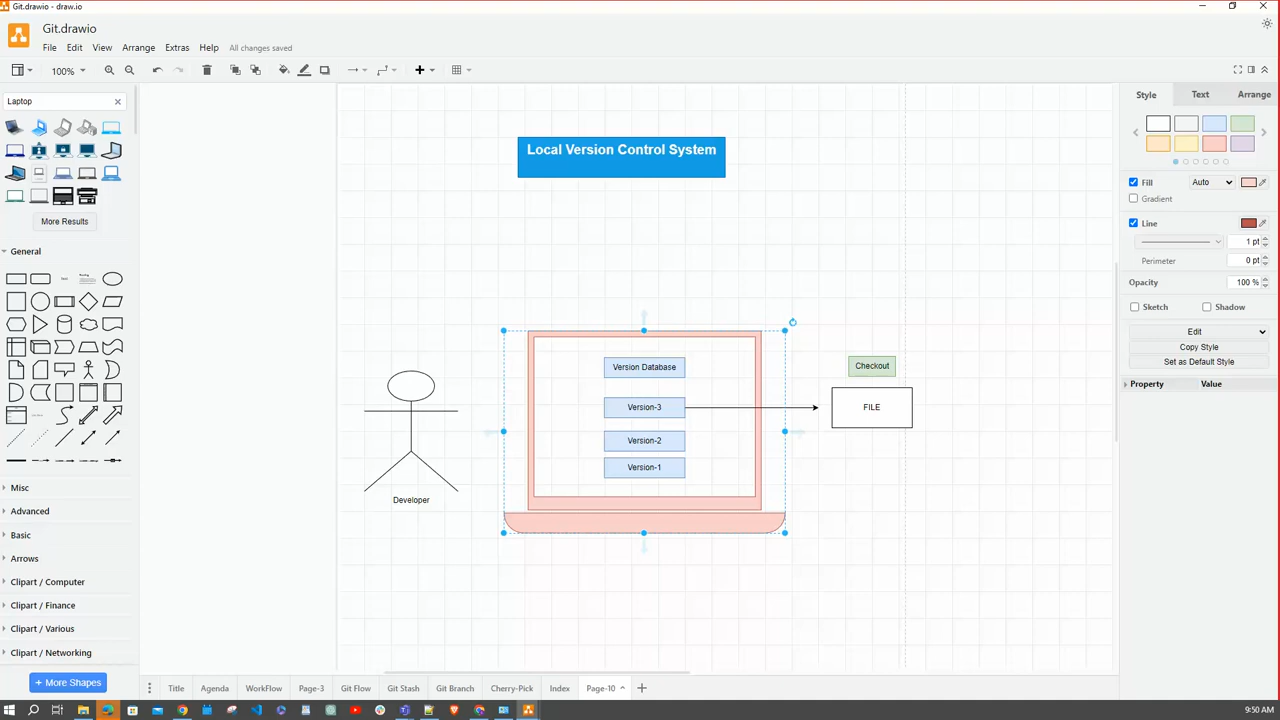 Git.drawio - draw.io
Git.drawio
File Edit View Arrange Extras Help All changes saved
100%
Laptop
More Results
General
Misc
Advanced
Basic
Arrows
Clipart / Computer
Clipart / Finance
Clipart / Various
Clipart / Networking
+ More Shapes
Local Version Control System
Version Database
Version-3
Version-2
Version-1
Developer
Checkout
FILE
Style Text Arrange
Fill Auto
Gradient
Line
1 pt
Perimeter 0 pt
Opacity 100 %
Sketch Shadow
Edit
Copy Style
Set as Default Style
Property Value
Title Agenda WorkFlow Page-3 Git Flow Git Stash Git Branch Cherry-Pick Index Page-10
9:50 AM